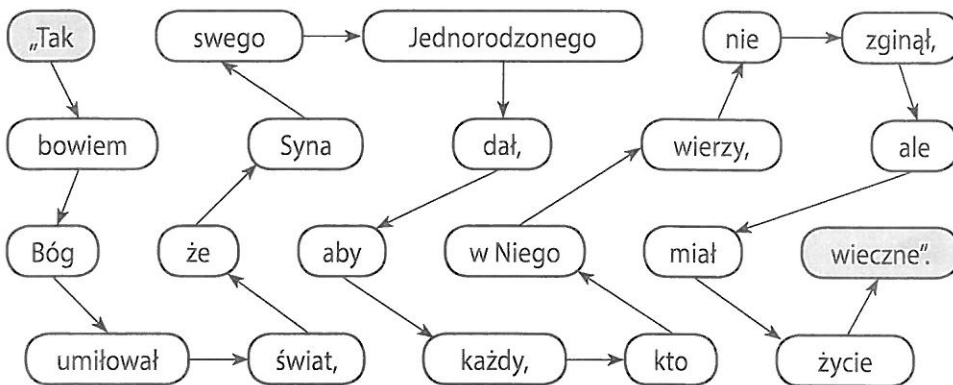 „Tak
bowiem
Bóg
umiłował
świat,
że
Syna
swego
Jednorodzonego
dał,
aby
każdy,
kto
w Niego
wierzy,
nie
zginął,
ale
miał
życie
wieczne”.